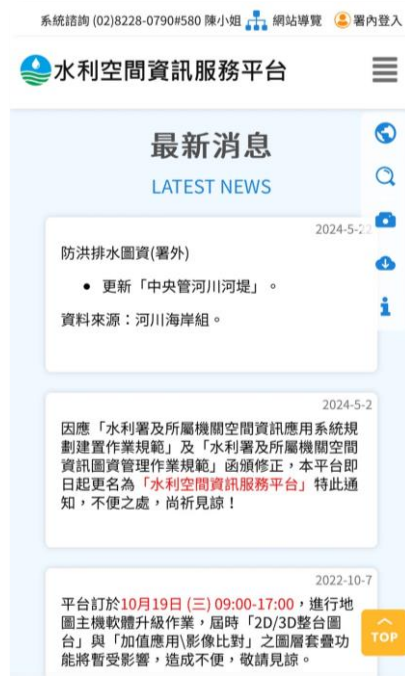 系統諮詢 (02)8228-0790#580 陳小姐 網站導覽 署內登入
水利空間資訊服務平台
最新消息
LATEST NEWS
2024-5-22
防洪排水圖資(署外)
• 更新「中央管河川河堤」。
資料來源：河川海岸組。
2024-5-2
因應「水利署及所屬機關空間資訊應用系統規
劃建置作業規範」及「水利署及所屬機關空間
資訊圖資管理作業規範」函頒修正，本平台即
日起更名為「水利空間資訊服務平台」特此通
知，不便之處，尚祈見諒！
2022-10-7
平台訂於10月19日 (三) 09:00-17:00，進行地
圖主機軟體升級作業，屆時「2D/3D整台圖
台」與「加值應用\影像比對」之圖層套疊功
能將暫受影響，造成不便，敬請見諒。
TOP